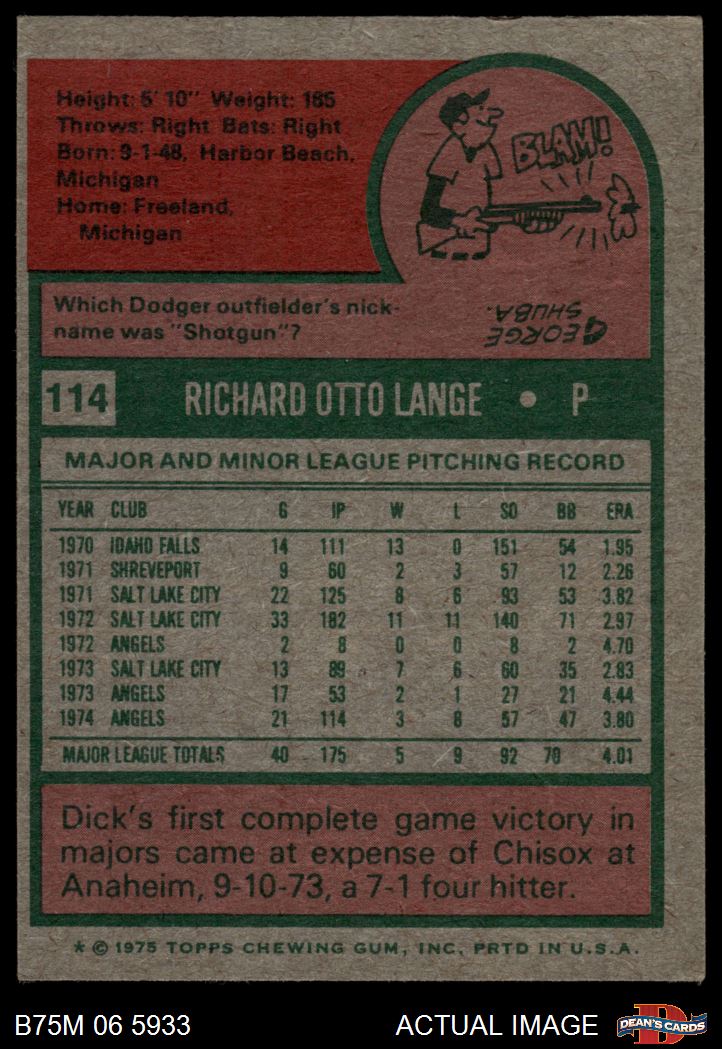 Height: 5' 10" Weight: 185
Throws: Right Bats: Right
Born: 9-1-48, Harbor Beach,
Michigan
Home: Freeland,
Michigan
BLAM!
Which Dodger outfielder's nick-
name was "Shotgun"?
GEORGE
SHUBA.
114 RICHARD OTTO LANGE • P
MAJOR AND MINOR LEAGUE PITCHING RECORD
YEAR CLUB G IP W L SO BB ERA
1970 IDAHO FALLS 14 111 13 0 151 54 1.95
1971 SHREVEPORT 9 60 2 3 57 12 2.26
1971 SALT LAKE CITY 22 125 8 6 93 53 3.82
1972 SALT LAKE CITY 33 182 11 11 140 71 2.97
1972 ANGELS 2 8 0 0 8 2 4.70
1973 SALT LAKE CITY 13 89 7 6 60 35 2.83
1973 ANGELS 17 53 2 1 27 21 4.44
1974 ANGELS 21 114 3 8 57 47 3.80
MAJOR LEAGUE TOTALS 40 175 5 9 92 70 4.01
Dick's first complete game victory in
majors came at expense of Chisox at
Anaheim, 9-10-73, a 7-1 four hitter.
* © 1975 TOPPS CHEWING GUM, INC. PRTD IN U.S.A.
B75M 06 5933 ACTUAL IMAGE
D
DEAN'S CARDS